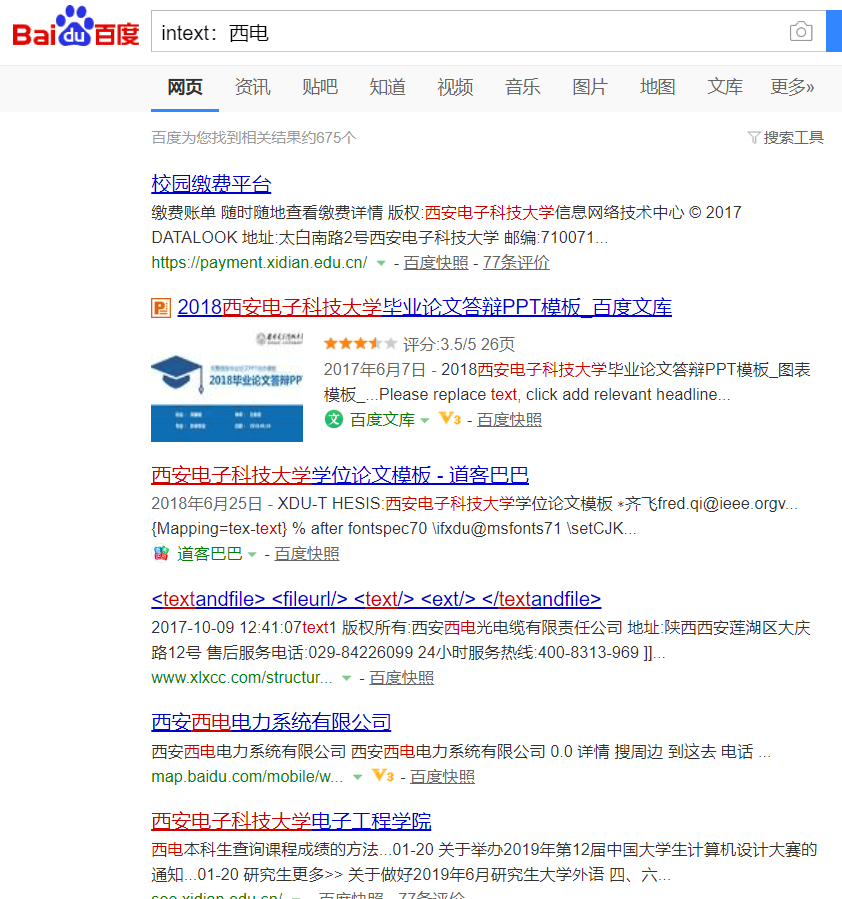 Bai du 百度 intext：西电
网页 资讯 贴吧 知道 视频 音乐 图片 地图 文库 更多»
百度为您找到相关结果约675个 搜索工具
校园缴费平台
缴费账单 随时随地查看缴费详情 版权:西安电子科技大学信息网络技术中心 © 2017
DATALOOK 地址:太白南路2号西安电子科技大学 邮编:710071...
https://payment.xidian.edu.cn/ - 百度快照 - 77条评价
2018西安电子科技大学毕业论文答辩PPT模板_百度文库
2018毕业论文答辩PP
评分:3.5/5 26页
2017年6月7日 - 2018西安电子科技大学毕业论文答辩PPT模板_图表
模板_...Please replace text, click add relevant headline...
文 百度文库 V3 - 百度快照
西安电子科技大学学位论文模板 - 道客巴巴
2018年6月25日 - XDU-T HESIS:西安电子科技大学学位论文模板 *齐飞fred.qi@ieee.orgv...
{Mapping=tex-text} % after fontspec70 \ifxdu@msfonts71 \setCJK...
道客巴巴 - 百度快照
<textandfile> <fileurl/> <text/> <ext/> </textandfile>
2017-10-09 12:41:07text1 版权所有:西安西电光电缆有限责任公司 地址:陕西西安莲湖区大庆
路12号 售后服务电话:029-84226099 24小时服务热线:400-8313-969 ]]...
www.xlxcc.com/structur... - 百度快照
西安西电电力系统有限公司
西安西电电力系统有限公司 西安西电电力系统有限公司 0.0 详情 搜周边 到这去 电话 ...
map.baidu.com/mobile/w... V3 - 百度快照
西安电子科技大学电子工程学院
西电本科生查询课程成绩的方法...01-20 关于举办2019年第12届中国大学生计算机设计大赛的
通知...01-20 研究生更多>> 关于做好2019年6月研究生大学外语 四、六...
see.xidian.edu.cn/ - 百度快照 - 77条评价